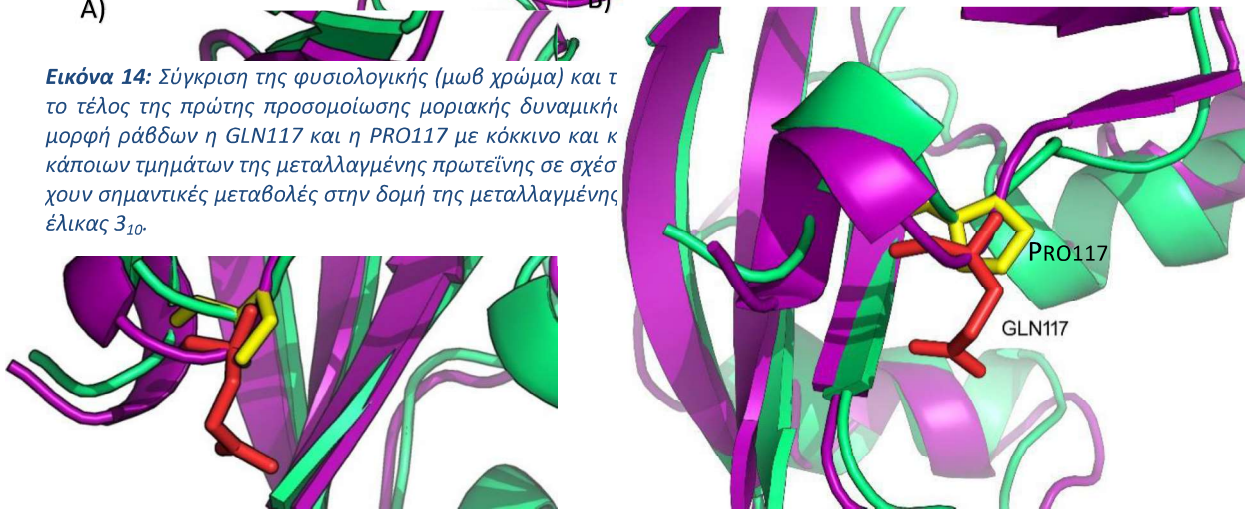 A)
B)
Εικόνα 14: Σύγκριση της φυσιολογικής (μωβ χρώμα) και
το τέλος της πρώτης προσομοίωσης μοριακής
μορφή ράβδων η GLN117 και η PRO117 με κόκκινο και
κάποιων τμημάτων της μεταλλαγμένης πρωτεΐνης σε
χουν σημαντικές μεταβολές στην δομή της μεταλλαγμένης
έλικας 3₁₀.
PRO117
GLN117